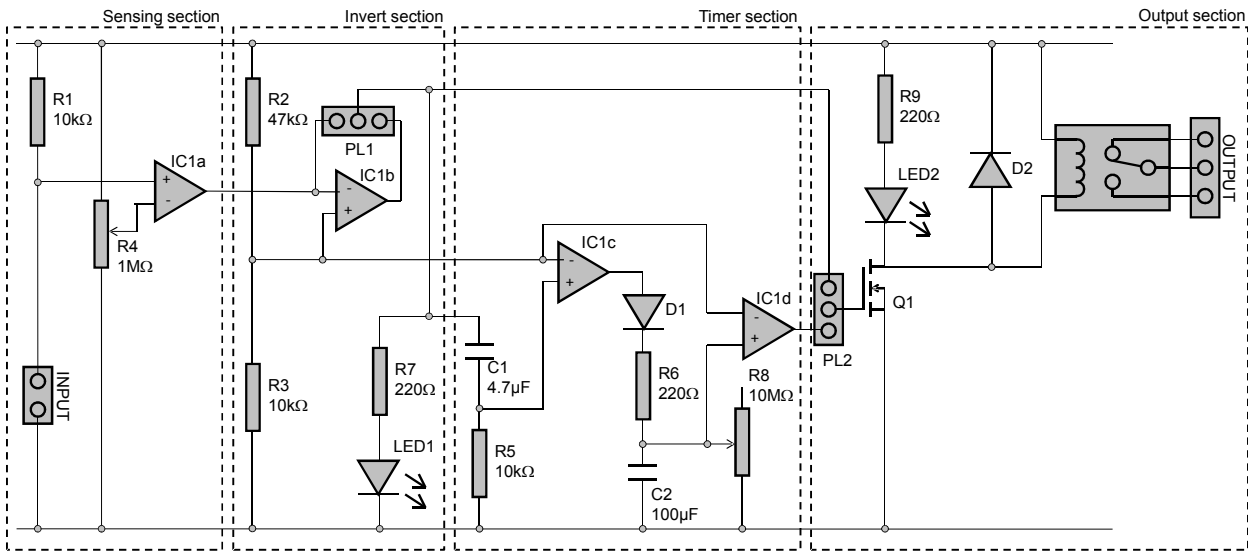 Sensing section
Invert section
Timer section
Output section
R1
10kΩ
R4
1MΩ
IC1a
+
-
INPUT
R2
47kΩ
R3
10kΩ
PL1
IC1b
-
+
R7
220Ω
LED1
C1
4.7µF
R5
10kΩ
IC1c
-
+
D1
R6
220Ω
C2
100µF
IC1d
-
+
R8
10MΩ
PL2
R9
220Ω
LED2
Q1
D2
OUTPUT